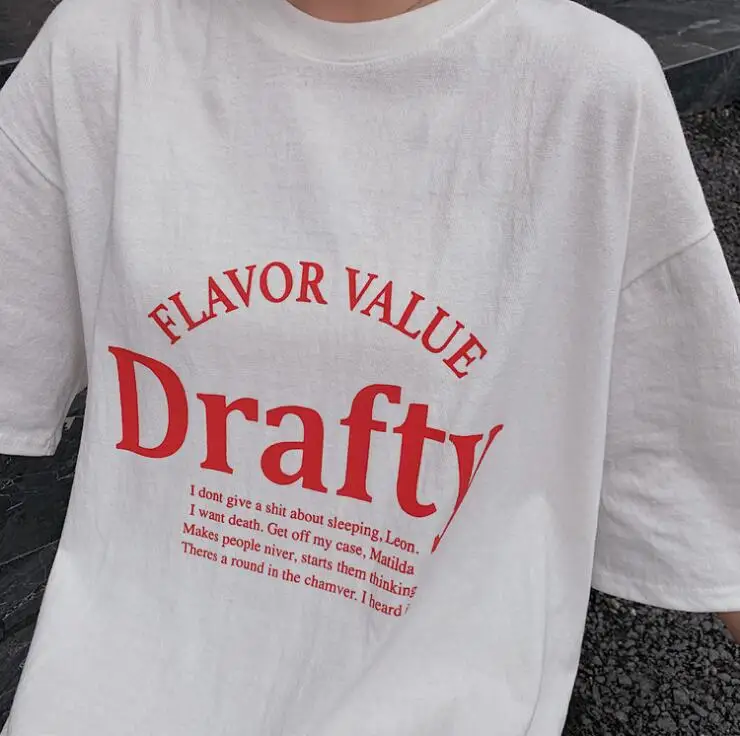 FLAVOR VALUE
Drafty
I dont give a shit about sleeping, Leon.
I want death. Get off my case, Matilda
Makes people niver, starts them thinking
Theres a round in the chamver. I heard